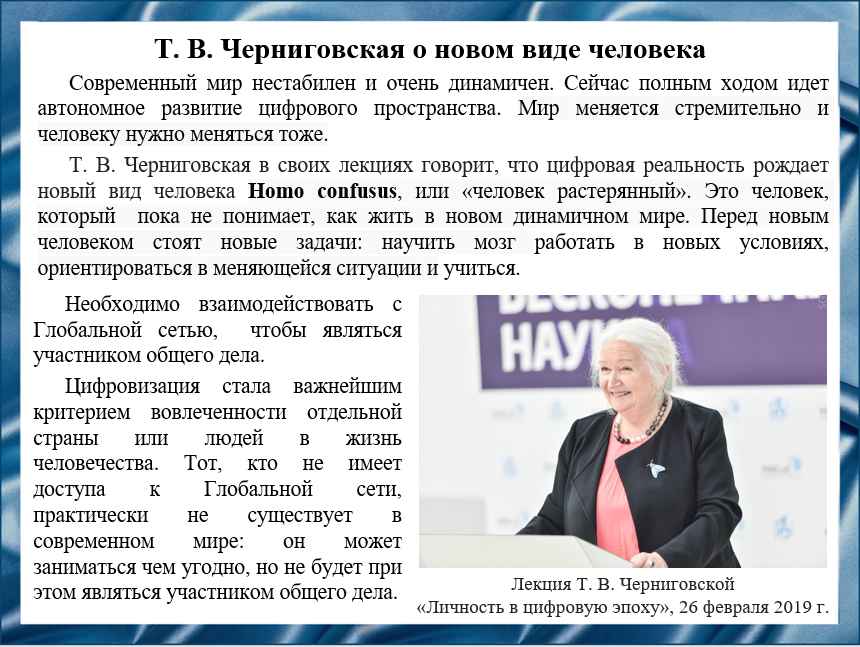 Т. В. Черниговская о новом виде человека
Современный мир нестабилен и очень динамичен. Сейчас полным ходом идет
автономное развитие цифрового пространства. Мир меняется стремительно и
человеку нужно меняться тоже.
Т. В. Черниговская в своих лекциях говорит, что цифровая реальность рождает
новый вид человека Homo confusus, или «человек растерянный». Это человек,
который пока не понимает, как жить в новом динамичном мире. Перед новым
человеком стоят новые задачи: научить мозг работать в новых условиях,
ориентироваться в меняющейся ситуации и учиться.
Необходимо взаимодействовать с
Глобальной сетью, чтобы являться
участником общего дела.
Цифровизация стала важнейшим
критерием вовлеченности отдельной
страны или людей в жизнь
человечества. Тот, кто не имеет
доступа к Глобальной сети,
практически не существует в
современном мире: он может
заниматься чем угодно, но не будет при
этом являться участником общего дела.
НАУКА
Лекция Т. В. Черниговской
«Личность в цифровую эпоху», 26 февраля 2019 г.